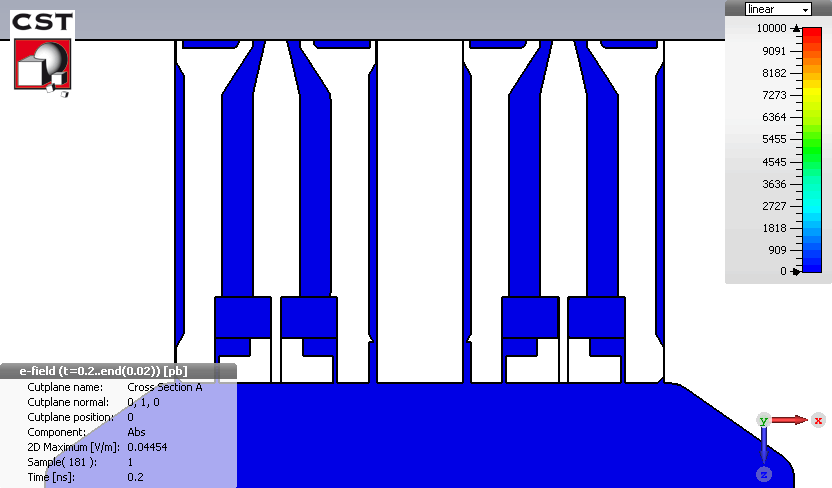 CST
linear
10000
9091
8182
7273
6364
5455
4545
3636
2727
1818
909
0
e-field (t=0.2..end(0.02)) [pb]
Cutplane name: Cross Section A
Cutplane normal: 0, 1, 0
Cutplane position: 0
Component: Abs
2D Maximum [V/m]: 0.04454
Sample( 181 ): 1
Time [ns]: 0.2
y
x
z